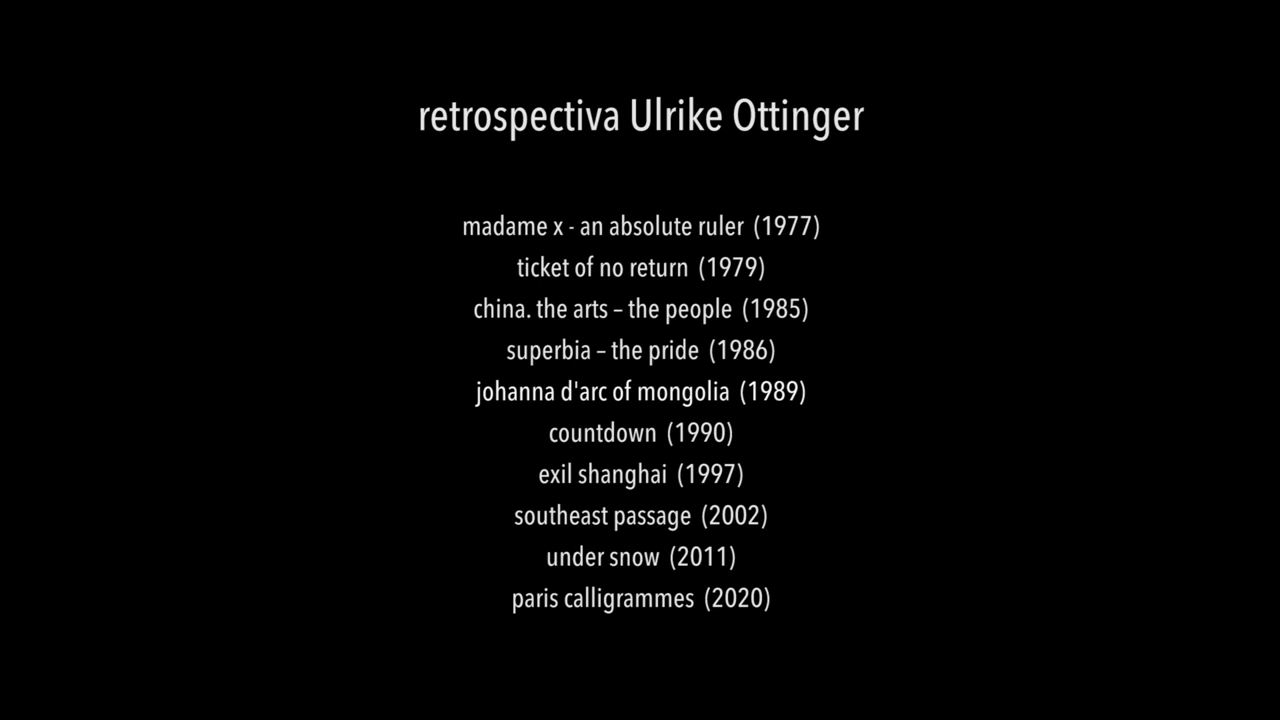 retrospectiva Ulrike Ottinger
madame x - an absolute ruler (1977)
ticket of no return (1979)
china. the arts – the people (1985)
superbia – the pride (1986)
johanna d'arc of mongolia (1989)
countdown (1990)
exil shanghai (1997)
southeast passage (2002)
under snow (2011)
paris calligrammes (2020)